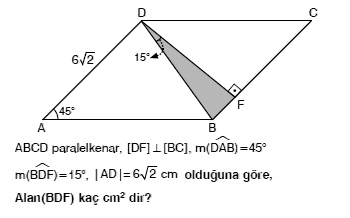 D
C
6√2
15°
F
45°
A
B
ABCD paralelkenar, [DF]⊥[BC], m(DAB)=45°
m(BDF)=15°, |AD|=6√2 cm olduğuna göre,
Alan(BDF) kaç cm² dir?